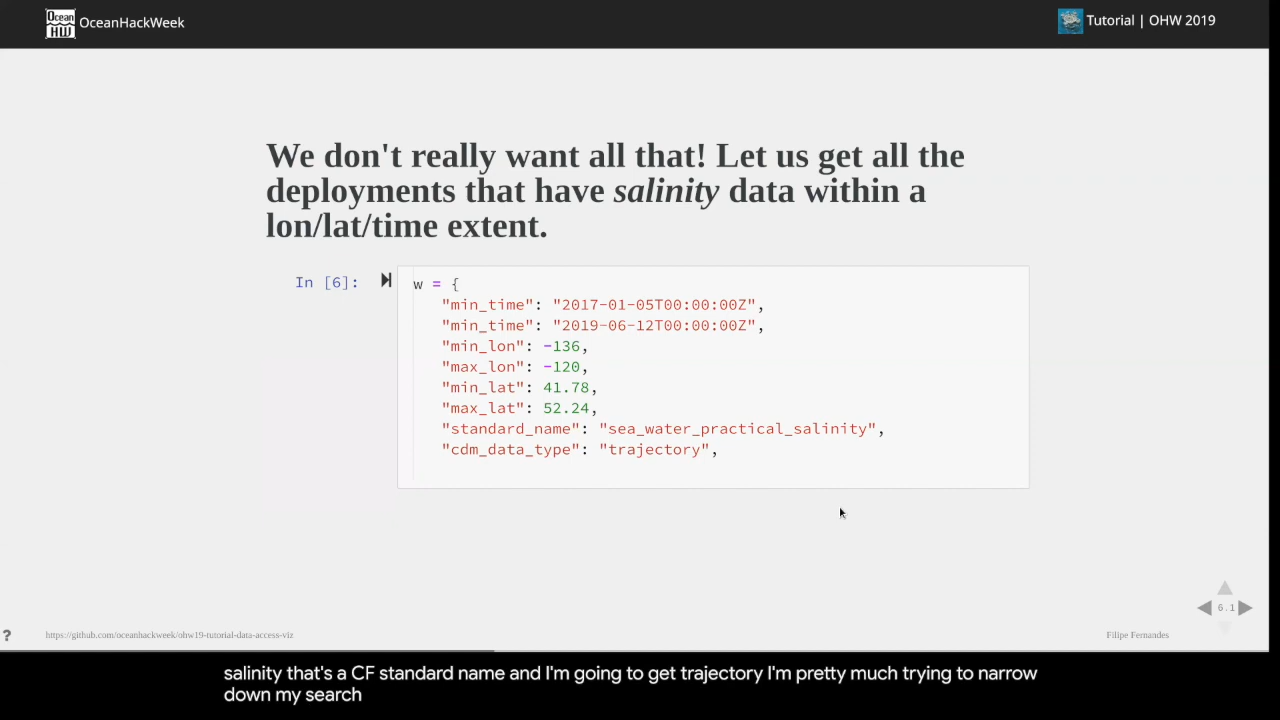 Ocean
HW
OceanHackWeek
Tutorial | OHW 2019
We don't really want all that! Let us get all the
deployments that have salinity data within a
lon/lat/time extent.
In [6]:
w = {
"min_time": "2017-01-05T00:00:00Z",
"min_time": "2019-06-12T00:00:00Z",
"min_lon": -136,
"max_lon": -120,
"min_lat": 41.78,
"max_lat": 52.24,
"standard_name": "sea_water_practical_salinity",
"cdm_data_type": "trajectory",
6.1
?
https://github.com/oceanhackweek/ohw19-tutorial-data-access-viz
Filipe Fernandes
salinity that's a CF standard name and I'm going to get trajectory I'm pretty much trying to narrow
down my search